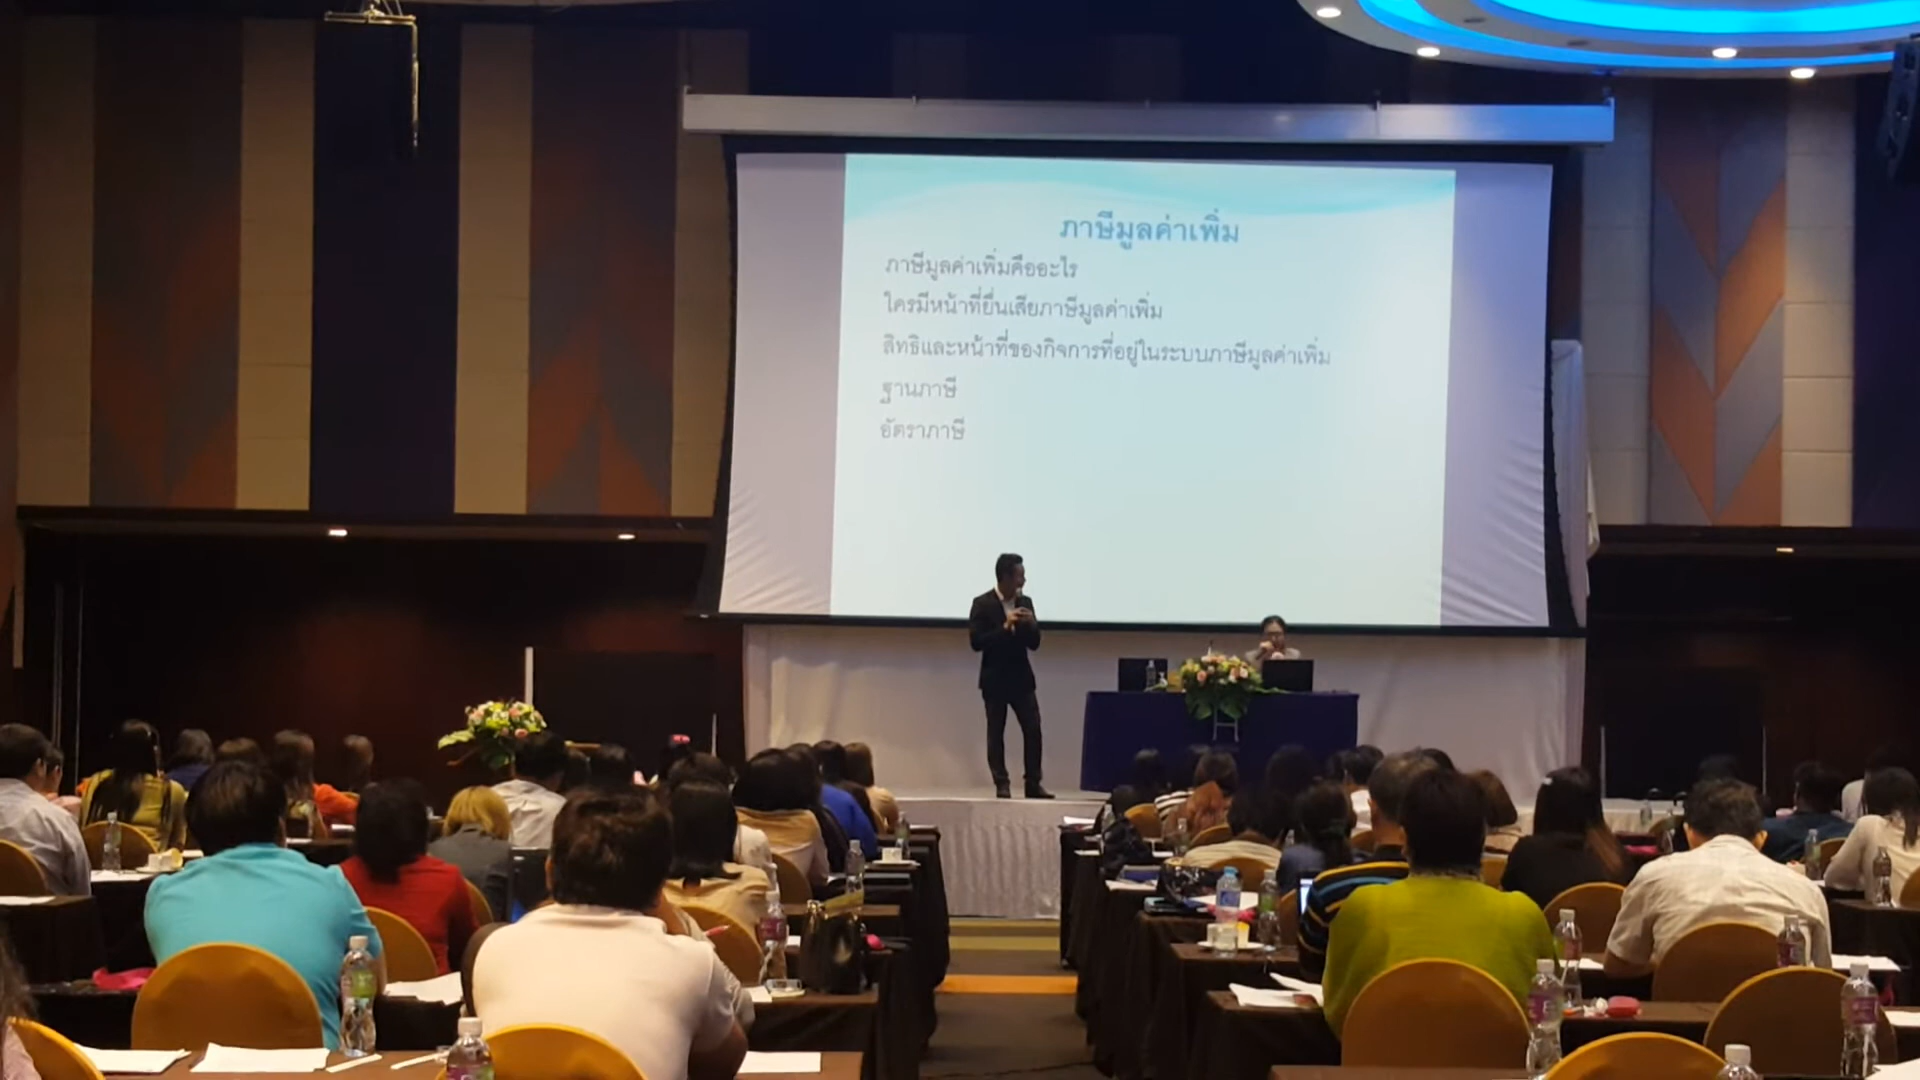 ภาษีมูลค่าเพิ่ม
ภาษีมูลค่าเพิ่มคืออะไร
ใครมีหน้าที่ยื่นเสียภาษีมูลค่าเพิ่ม
สิทธิและหน้าที่ของกิจการที่อยู่ในระบบภาษีมูลค่าเพิ่ม
ฐานภาษี
อัตราภาษี